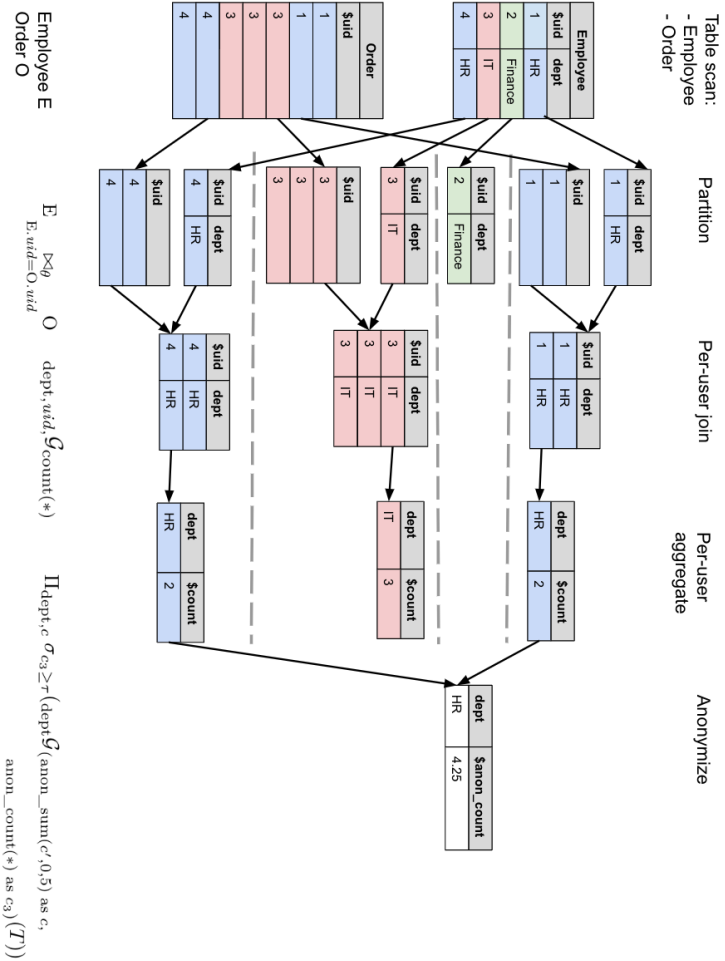 Table scan:
- Employee
- Order
Partition
Per-user join
Per-user
aggregate
Anonymize
Employee
$uid dept
1 HR
2 Finance
3 IT
4 HR
Order
$uid
1
1
3
3
3
4
4
$uid dept
1 HR
$uid
1
1
$uid dept
2 Finance
$uid dept
3 IT
$uid
3
3
3
$uid dept
4 HR
$uid
4
4
$uid dept
1 HR
1 HR
$uid dept
3 IT
3 IT
3 IT
$uid dept
4 HR
4 HR
dept $count
HR 2
dept $count
IT 3
dept $count
HR 2
dept $anon_count
HR 4.25
Employee E
Order O
E ⋈θ O
E.uid=O.uid
dept,uid,𝒢count(*)
Πdept,c σc₃≥τ(dept𝒢(anon_sum(c′,0,5) as c,
anon_count(*) as c₃)(T))